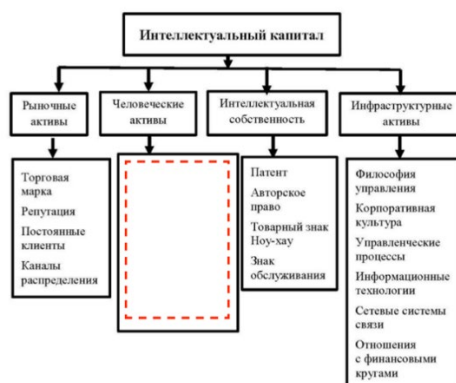 Интеллектуальный капитал
Рыночные
активы
Человеческие
активы
Интеллектуальная
собственность
Инфраструктурные
активы
Торговая
марка
Репутация
Постоянные
клиенты
Каналы
распределения
Патент
Авторское
право
Товарный знак
Ноу-хау
Знак
обслуживания
Философия
управления
Корпоративная
культура
Управленческие
процессы
Информационные
технологии
Сетевые системы
связи
Отношения
с финансовыми
кругами